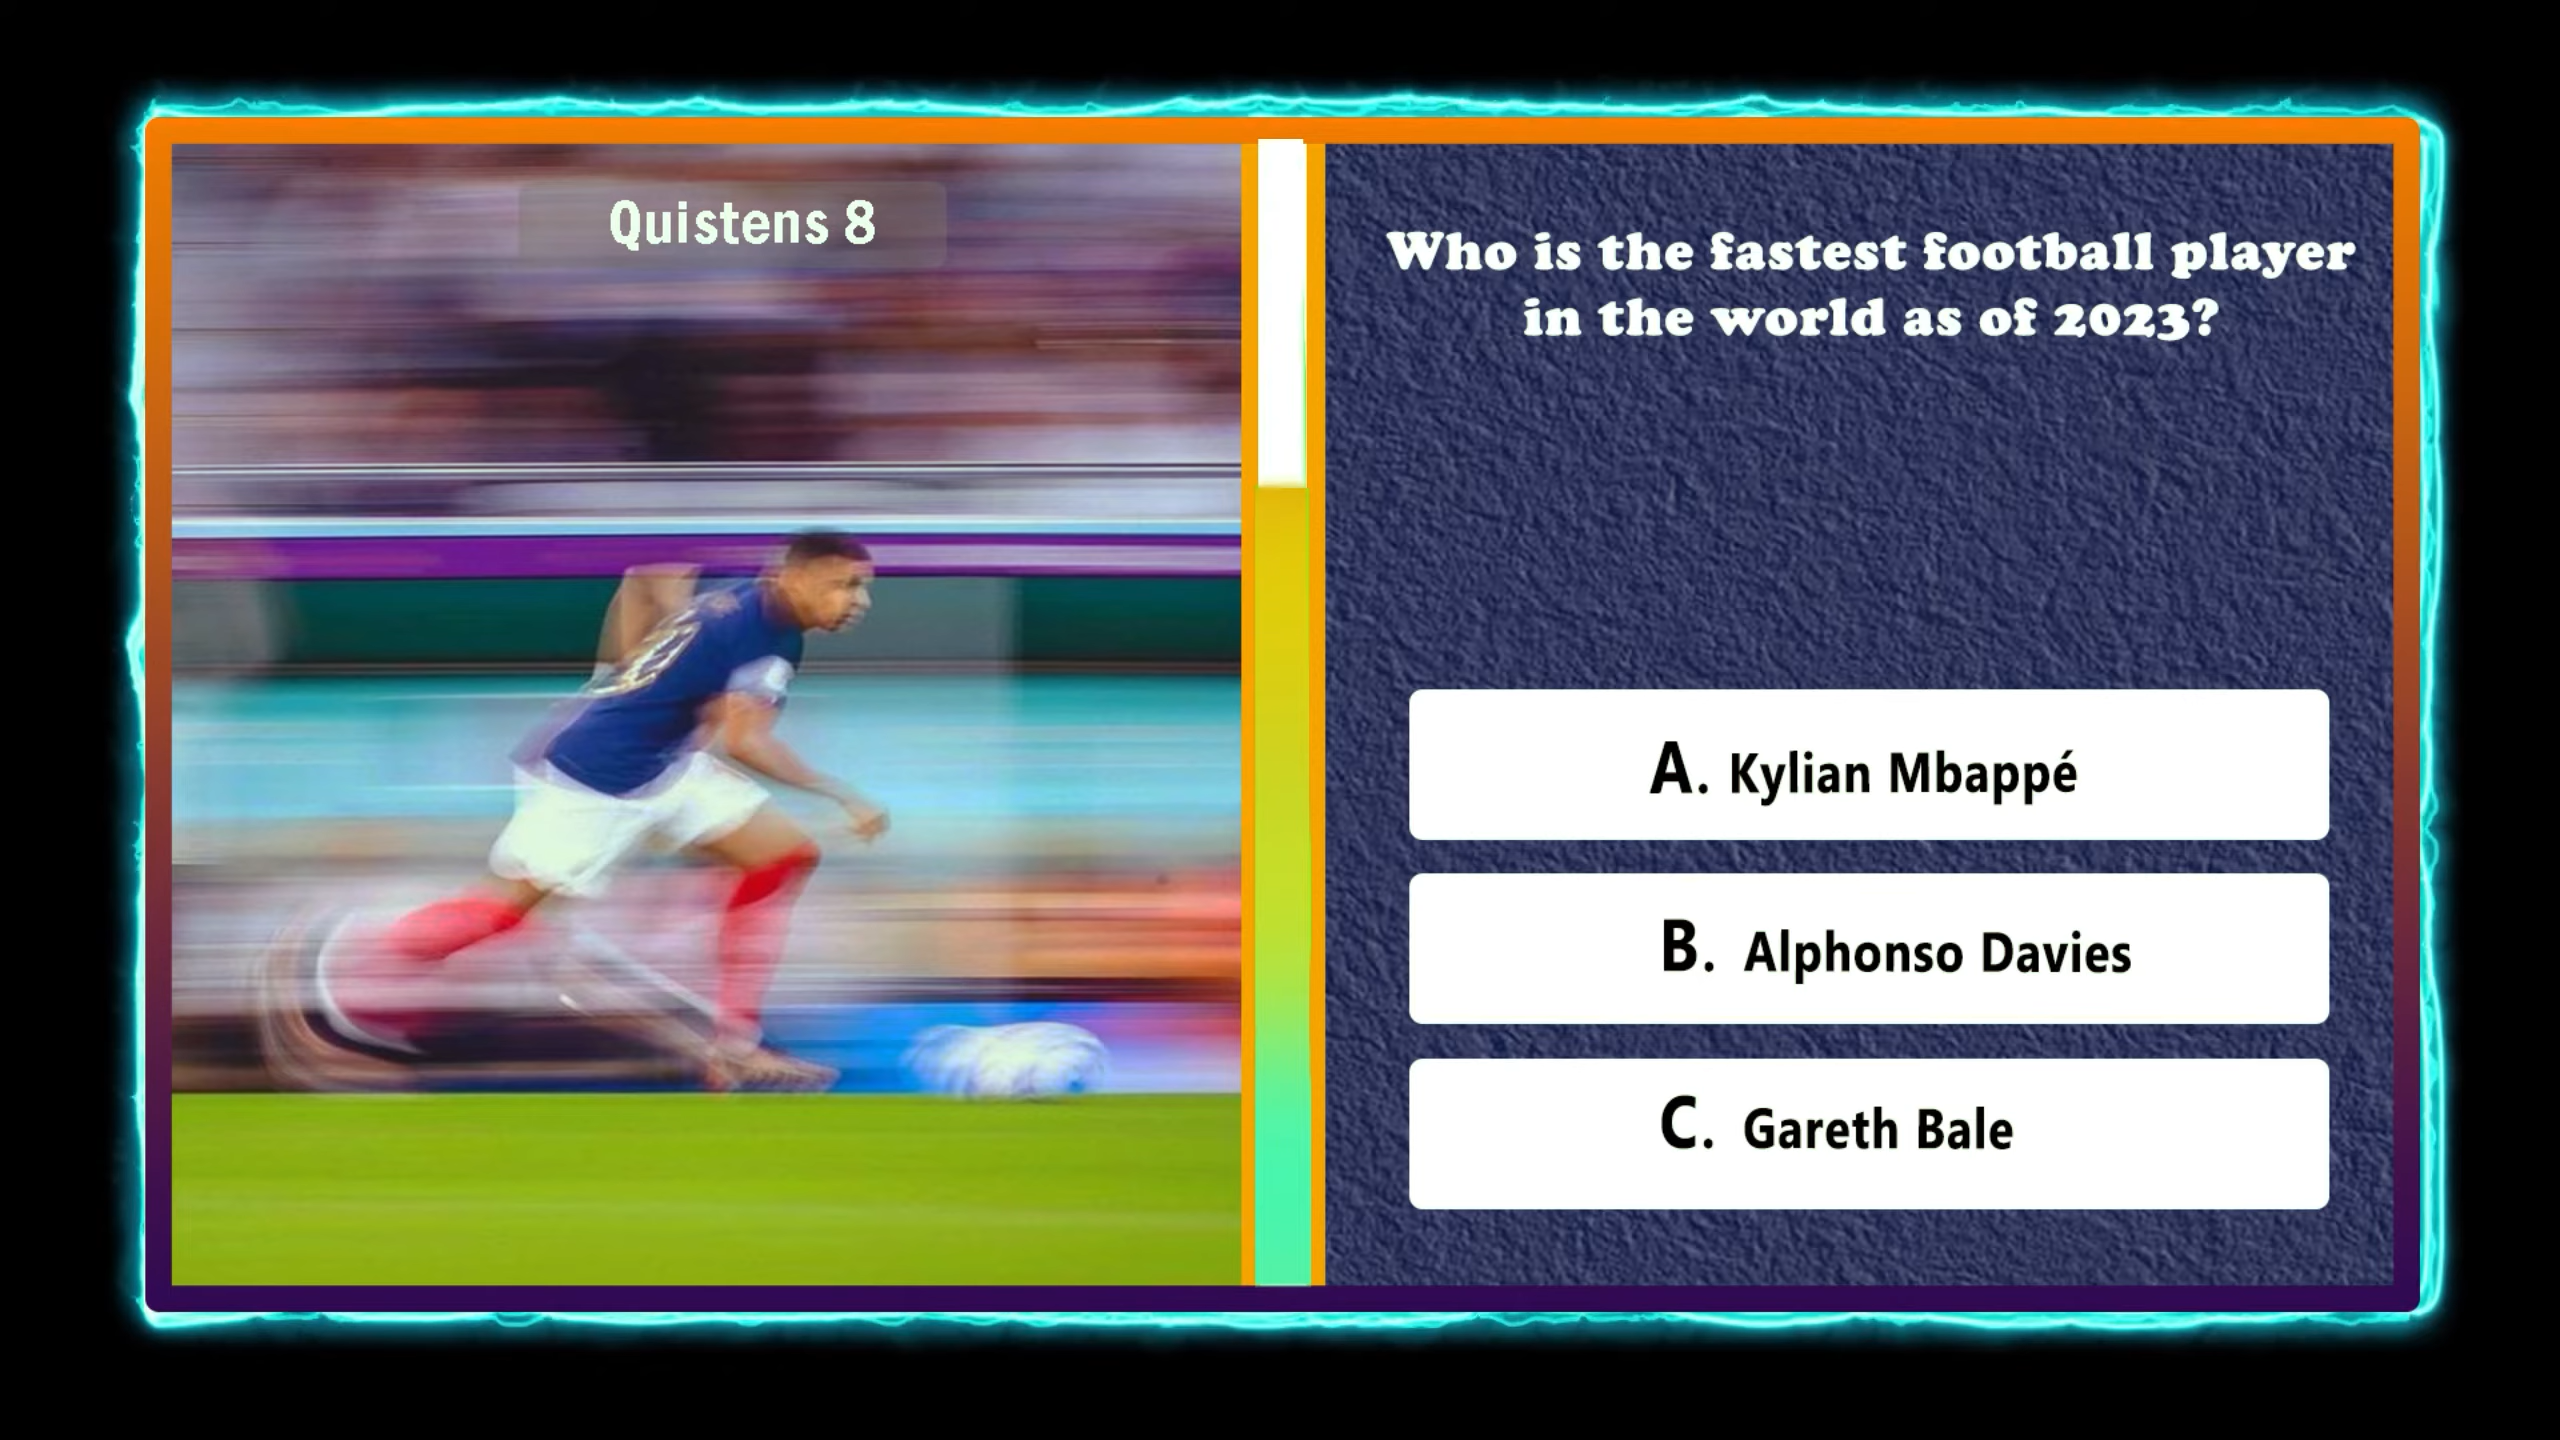 Quistens 8
Who is the fastest football player
in the world as of 2023?
A. Kylian Mbappé
B. Alphonso Davies
C. Gareth Bale